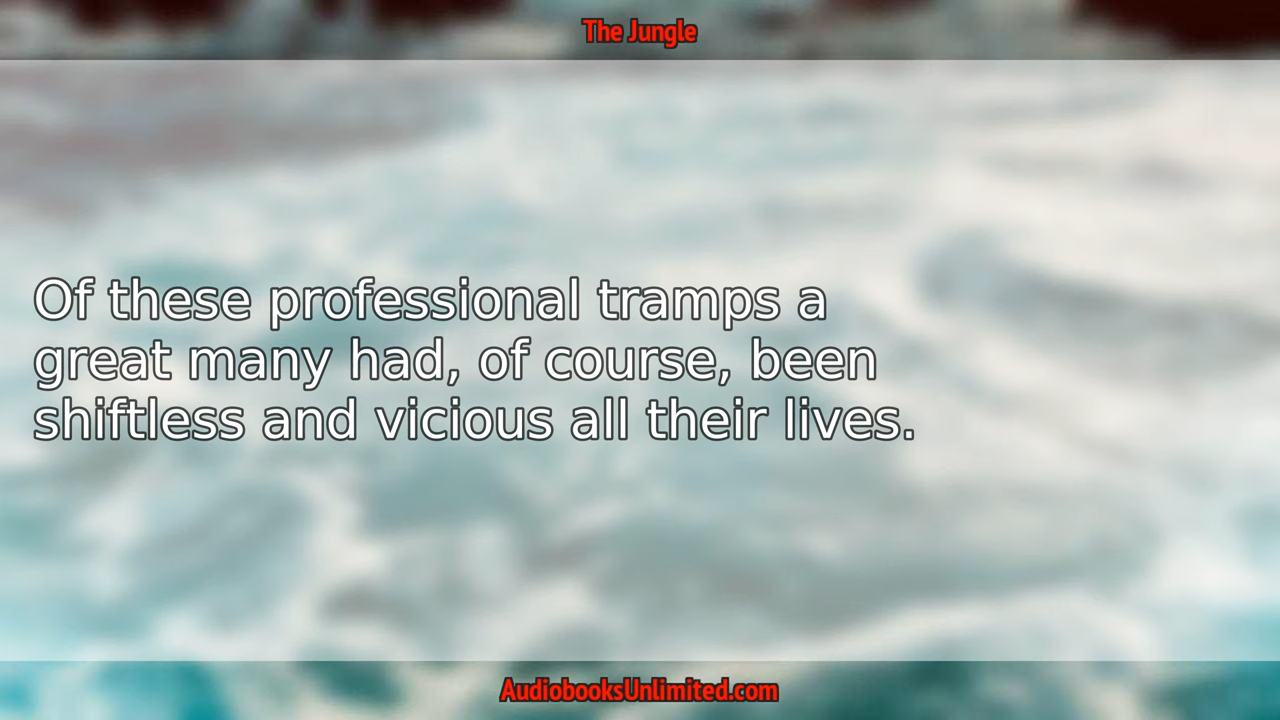 The Jungle
Of these professional tramps a
great many had, of course, been
shiftless and vicious all their lives.
AudiobooksUnlimited.com